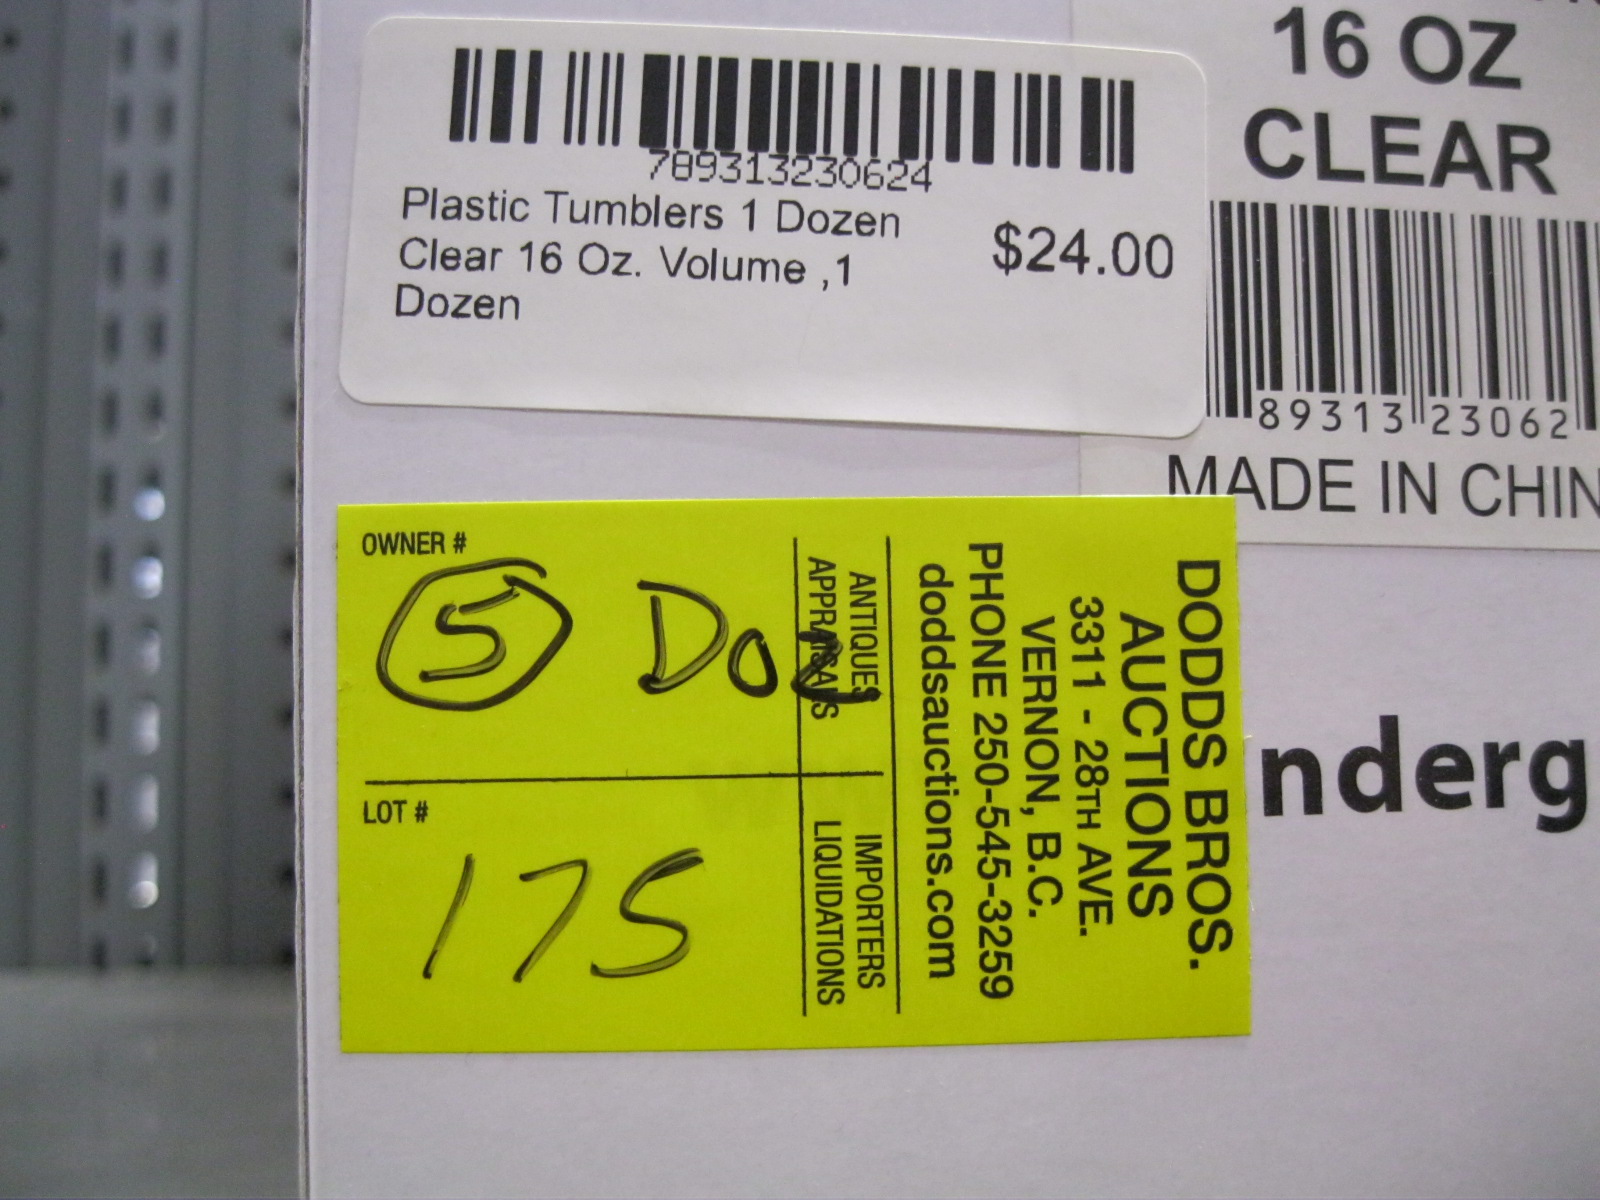 789313230624
Plastic Tumblers 1 Dozen
Clear 16 Oz. Volume ,1
Dozen
$24.00
16 OZ
CLEAR
89313 23062
MADE IN CHIN
OWNER #
5 Doz
LOT #
175
ANTIQUES
APPRAISALS
IMPORTERS
LIQUIDATIONS
DODDS BROS.
AUCTIONS
3311 - 28TH AVE.
VERNON, B.C.
PHONE 250-545-3259
doddsauctions.com
nderg